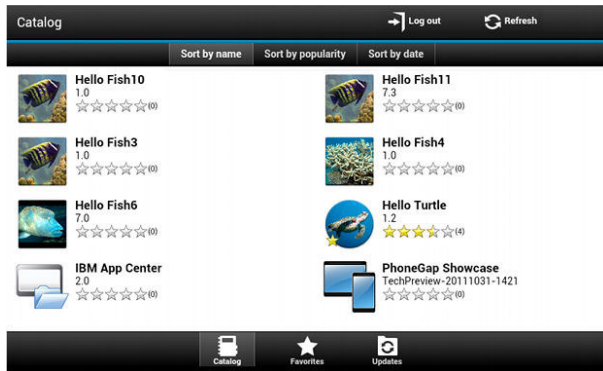 Catalog
Log out
Refresh
Sort by name
Sort by popularity
Sort by date
Hello Fish10
1.0
(0)
Hello Fish11
7.3
(0)
Hello Fish3
1.0
(0)
Hello Fish4
1.0
(0)
Hello Fish6
7.0
(0)
Hello Turtle
1.2
(4)
IBM App Center
2.0
(0)
PhoneGap Showcase
TechPreview-20111031-1421
(0)
Catalog
Favorites
Updates